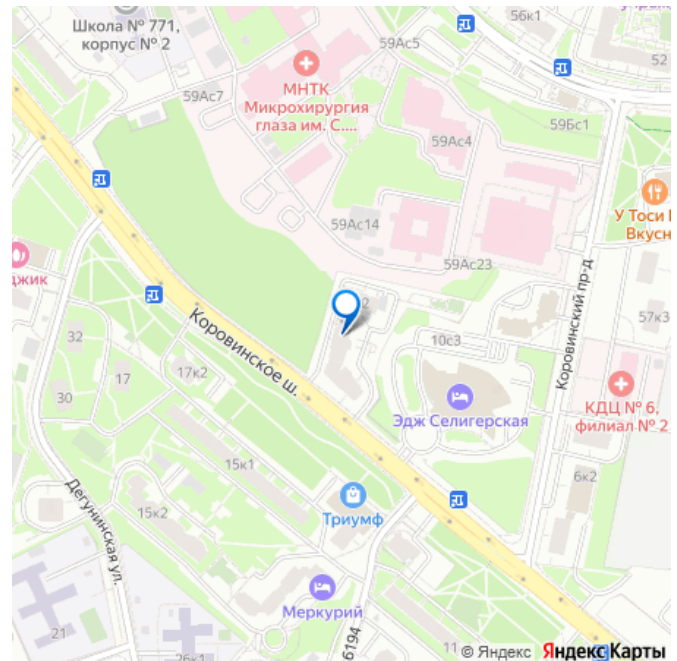 56к1
Школа № 771,
корпус № 2
59Ас5
52
МНТК
Микрохирургия
глаза им. С....
59Ас7
59Бс1
59Ас4
У Тоси
Вкусн
59Ас14
джик
59Ас23
Коровинский пр-д
2
57к3
Коровинское ш.
10с3
32
17к2
17
КДЦ № 6,
филиал № 2
30
Эдж Селигерская
15к1
6к2
Дегунинская ул.
15к2
Триумф
Меркурий
6194
21
11
26к1
© Яндекс Яндекс Карты